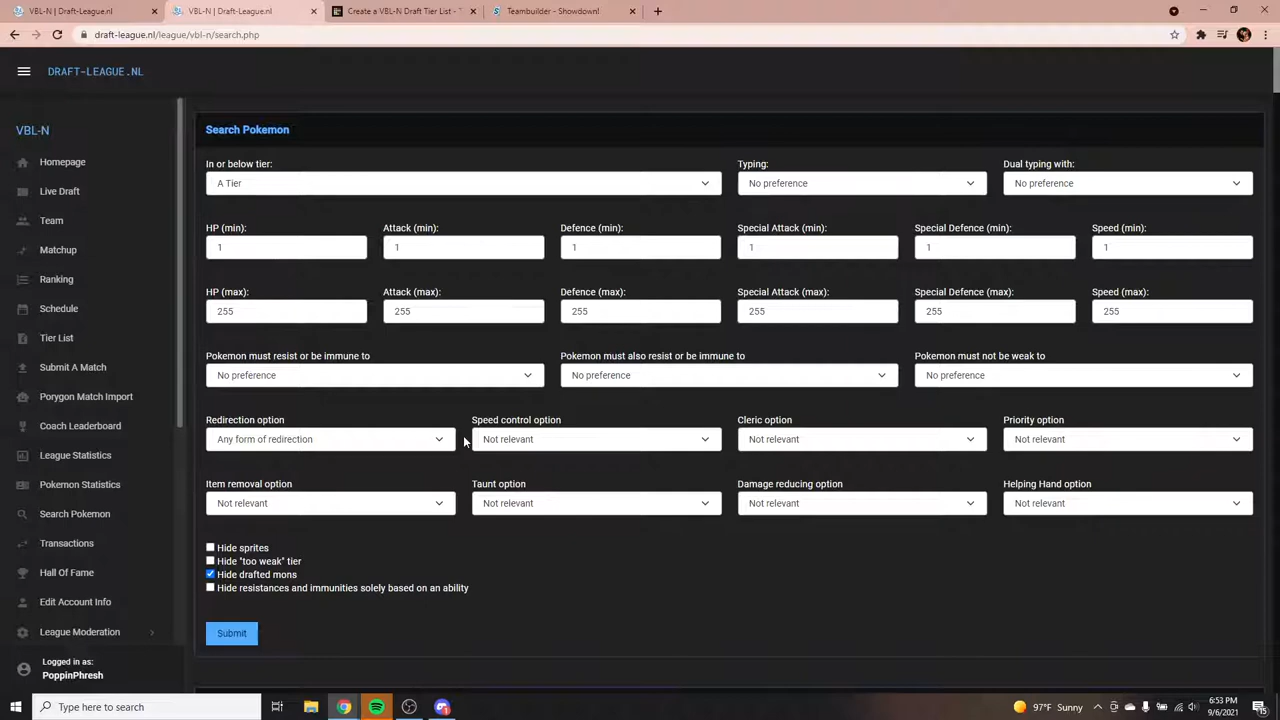 VBL-N | Draft-League.nl
VBL-N | Draft-League.nl
Create a VBL-N Draft Tier List - T
Teambuilder - Showdown!
draft-league.nl/league/vbl-n/search.php
DRAFT-LEAGUE.NL
VBL-N
Homepage
Live Draft
Team
Matchup
Ranking
Schedule
Tier List
Submit A Match
Porygon Match Import
Coach Leaderboard
League Statistics
Pokemon Statistics
Search Pokemon
Transactions
Hall Of Fame
Edit Account Info
League Moderation
Logged in as:
PoppinPhresh
Search Pokemon
In or below tier: Typing: Dual typing with:
A Tier No preference No preference
HP (min): Attack (min): Defence (min): Special Attack (min): Special Defence (min): Speed (min):
1 1 1 1 1 1
HP (max): Attack (max): Defence (max): Special Attack (max): Special Defence (max): Speed (max):
255 255 255 255 255 255
Pokemon must resist or be immune to Pokemon must also resist or be immune to Pokemon must not be weak to
No preference No preference No preference
Redirection option Speed control option Cleric option Priority option
Any form of redirection Not relevant Not relevant Not relevant
Item removal option Taunt option Damage reducing option Helping Hand option
Not relevant Not relevant Not relevant Not relevant
Hide sprites
Hide "too weak" tier
Hide drafted mons
Hide resistances and immunities solely based on an ability
Submit
Type here to search
97°F Sunny
6:53 PM
9/6/2021
15